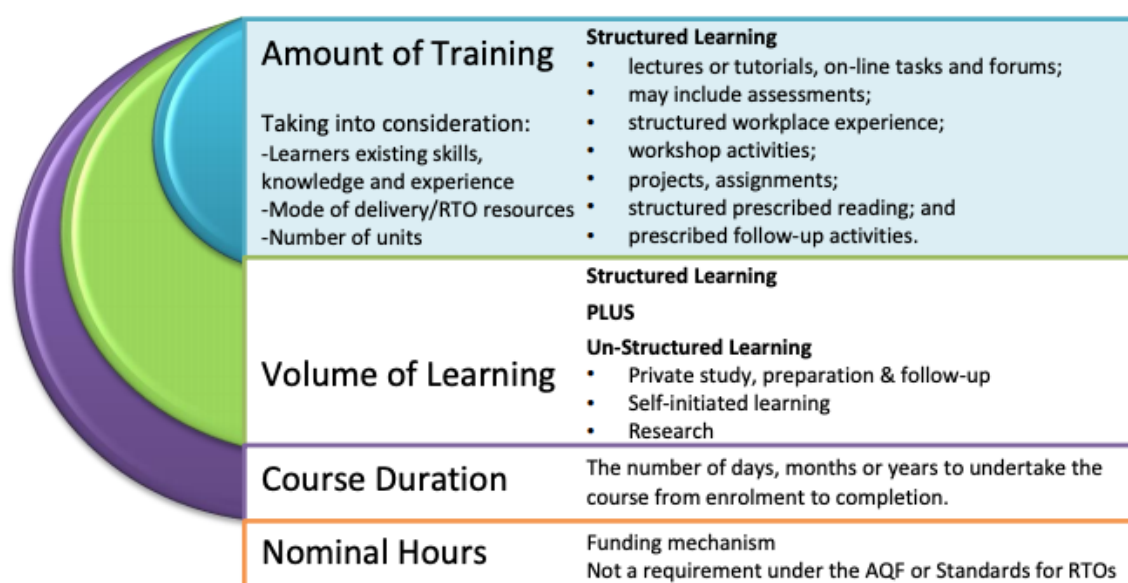 Amount of Training
Taking into consideration:
-Learners existing skills,
knowledge and experience
-Mode of delivery/RTO resources
-Number of units
Structured Learning
• lectures or tutorials, on-line tasks and forums;
• may include assessments;
• structured workplace experience;
• workshop activities;
• projects, assignments;
• structured prescribed reading; and
• prescribed follow-up activities.
Volume of Learning
Structured Learning
PLUS
Un-Structured Learning
• Private study, preparation & follow-up
• Self-initiated learning
• Research
Course Duration
The number of days, months or years to undertake the
course from enrolment to completion.
Nominal Hours
Funding mechanism
Not a requirement under the AQF or Standards for RTOs